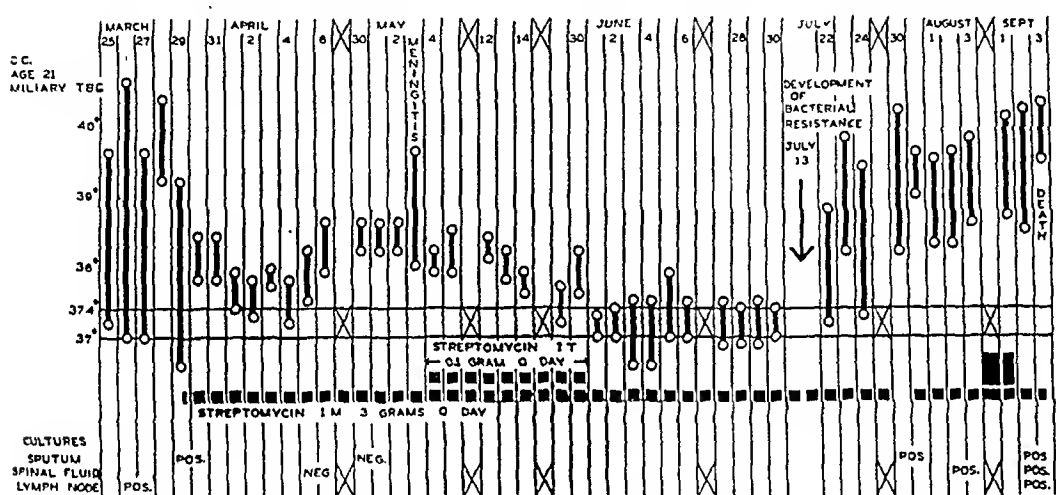 MARCH APRIL MAY JUNE JULY AUGUST SEPT
25 27 29 31 2 4 6 30 2 4 12 14 30 2 4 6 28 30 22 24 30 1 3 1 3
AGE 21
MILIARY TBC
MENINGITIS
DEVELOPMENT
OF
BACTERIAL
RESISTANCE
JULY
13
40°
39°
36°
37.4°
37°
DEATH
STREPTOMYCIN I T
0.1 GRAM Q DAY
STREPTOMYCIN I M 3 GRAMS Q DAY
CULTURES
SPUTUM POS. NEG. POS POS
SPINAL FLUID NEG POS. POS.
LYMPH NODE POS. POS.